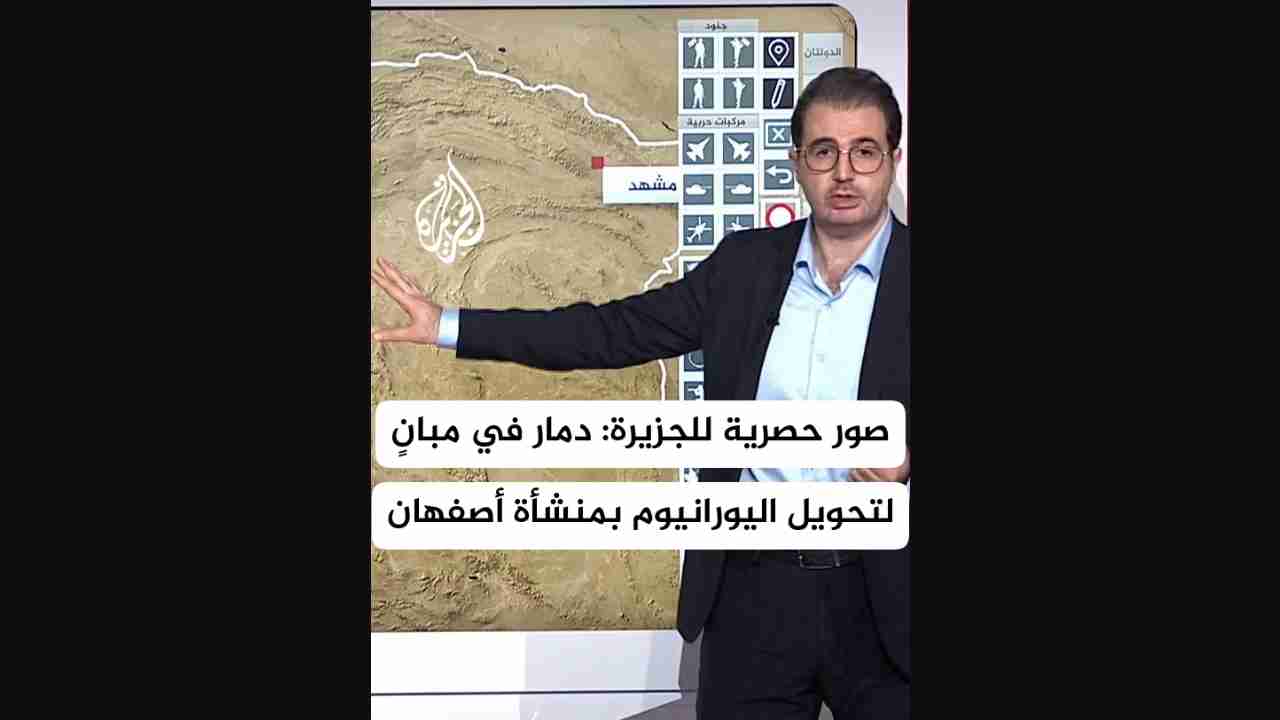 جنود
الدولتان
مركبات حربية
مشهد
الجزيرة
صور حصرية للجزيرة: دمار في مبانٍ
لتحويل اليورانيوم بمنشأة أصفهان